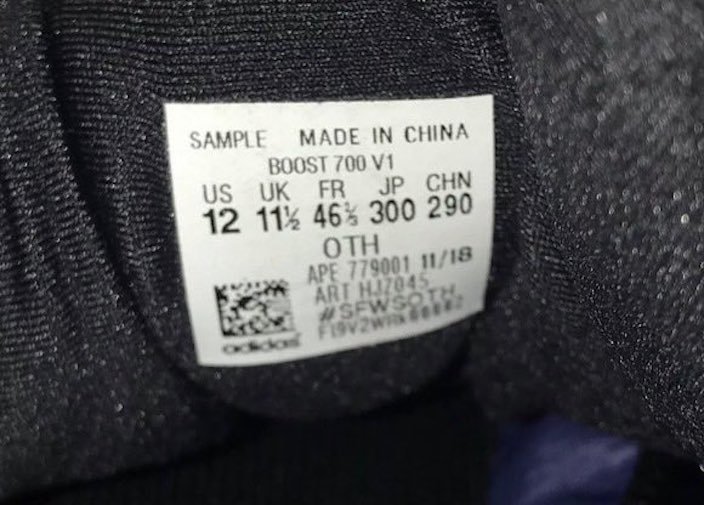 SAMPLE MADE IN CHINA
BOOST 700 V1
US UK FR JP CHN
12 11½ 46⅔ 300 290
OTH
APE 779001 11/18
ART HJ7045
#SFWSOTH
adidas